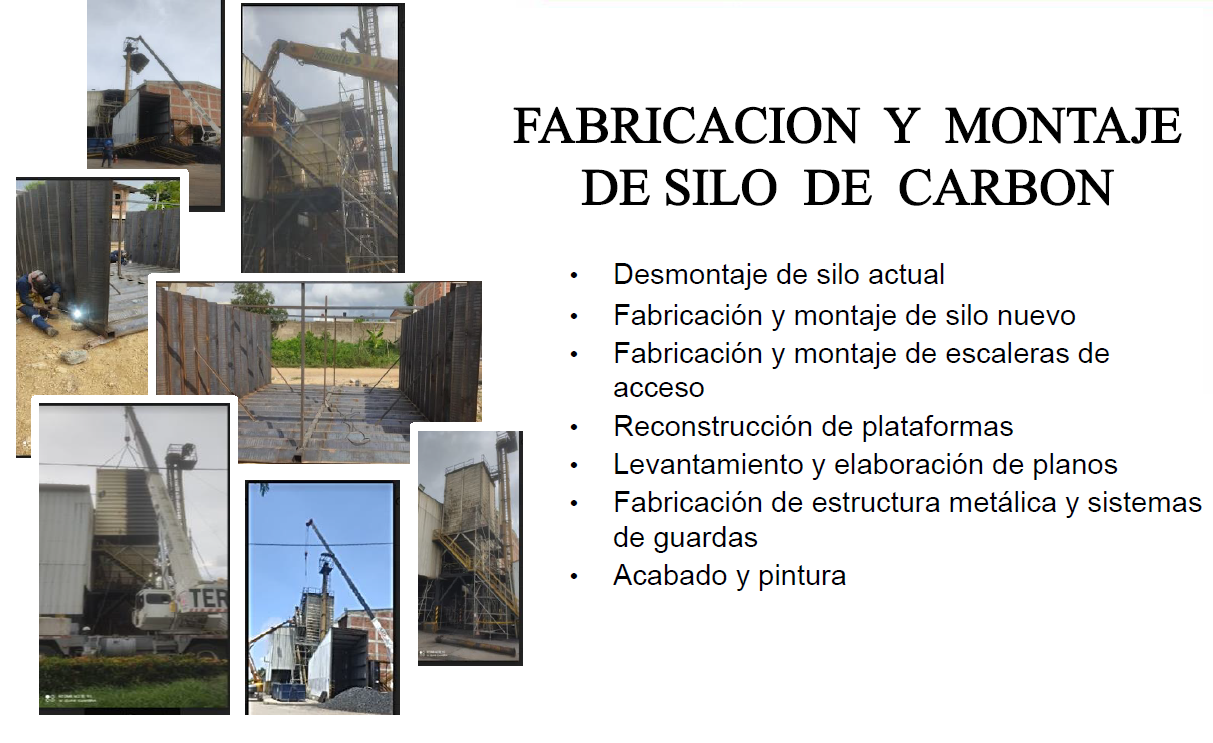 FABRICACION Y MONTAJE
DE SILO DE CARBON
• Desmontaje de silo actual
• Fabricación y montaje de silo nuevo
• Fabricación y montaje de escaleras de
acceso
• Reconstrucción de plataformas
• Levantamiento y elaboración de planos
• Fabricación de estructura metálica y sistemas
de guardas
• Acabado y pintura
TER